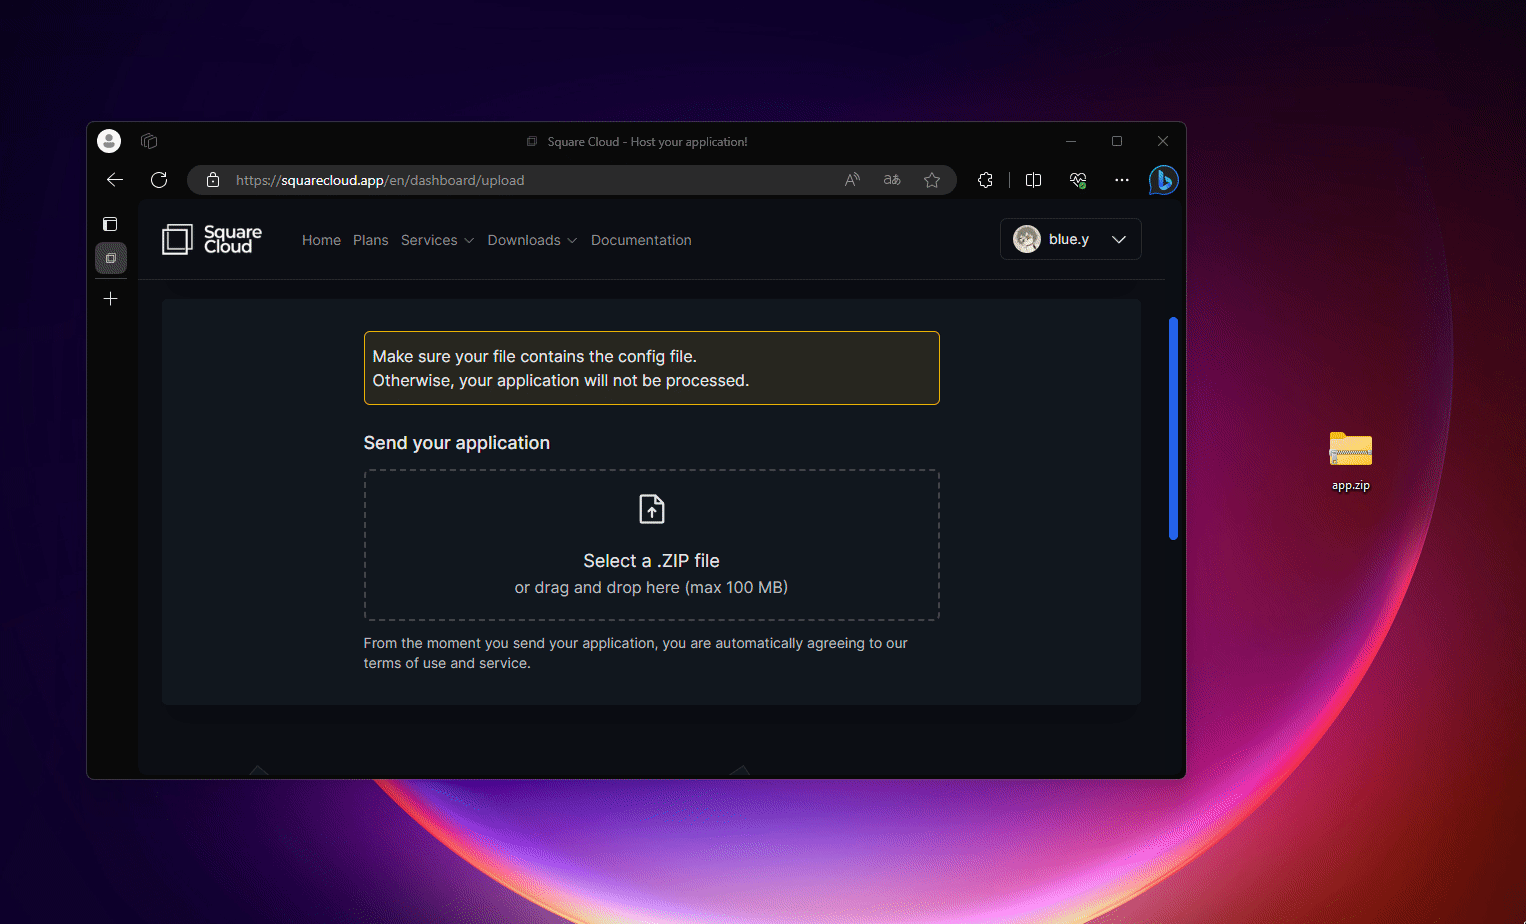 Square Cloud - Host your application!
https://squarecloud.app/en/dashboard/upload
Square
Cloud
Home Plans Services Downloads Documentation
blue.y
Make sure your file contains the config file.
Otherwise, your application will not be processed.
Send your application
Select a .ZIP file
or drag and drop here (max 100 MB)
From the moment you send your application, you are automatically agreeing to our
terms of use and service.
app.zip